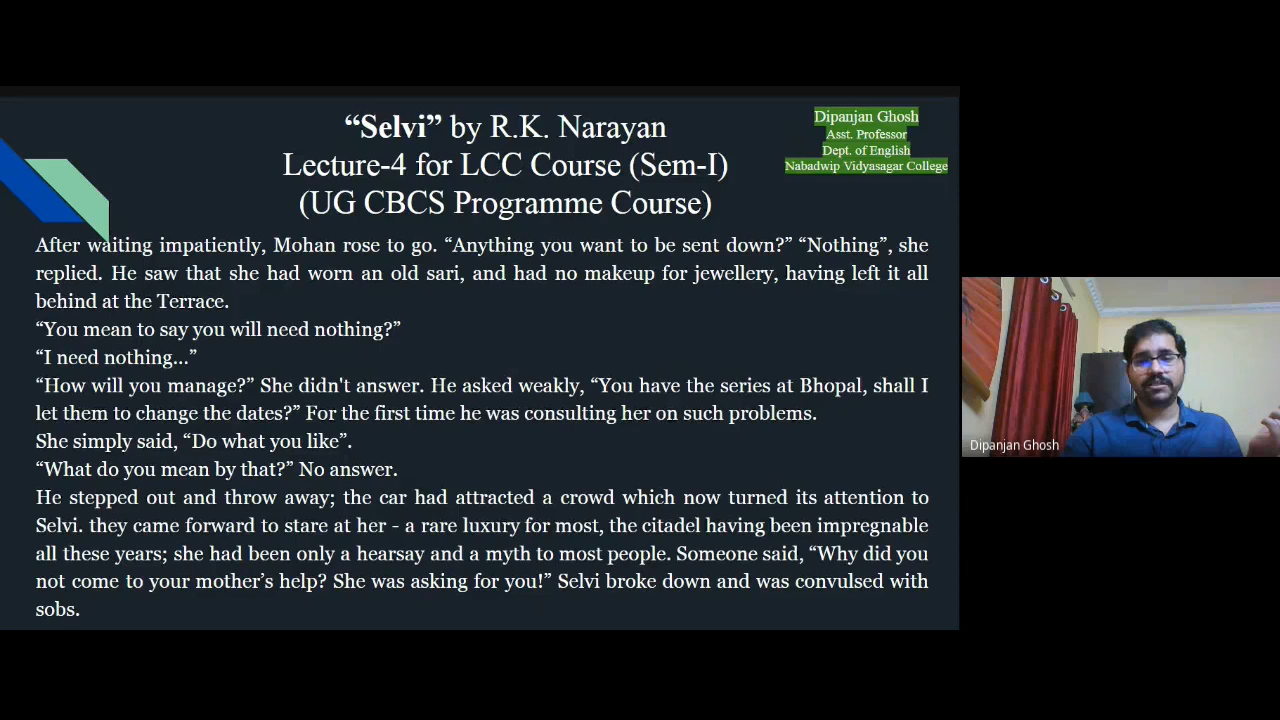 “Selvi” by R.K. Narayan
Lecture-4 for LCC Course (Sem-I)
(UG CBCS Programme Course)
Dipanjan Ghosh
Asst. Professor
Dept. of English
Nabadwip Vidyasagar College
After waiting impatiently, Mohan rose to go. “Anything you want to be sent down?” “Nothing”, she
replied. He saw that she had worn an old sari, and had no makeup for jewellery, having left it all
behind at the Terrace.
“You mean to say you will need nothing?”
“I need nothing...”
“How will you manage?” She didn't answer. He asked weakly, “You have the series at Bhopal, shall I
let them to change the dates?” For the first time he was consulting her on such problems.
She simply said, “Do what you like”.
“What do you mean by that?” No answer.
He stepped out and throw away; the car had attracted a crowd which now turned its attention to
Selvi. they came forward to stare at her - a rare luxury for most, the citadel having been impregnable
all these years; she had been only a hearsay and a myth to most people. Someone said, “Why did you
not come to your mother’s help? She was asking for you!” Selvi broke down and was convulsed with
sobs.
Dipanjan Ghosh